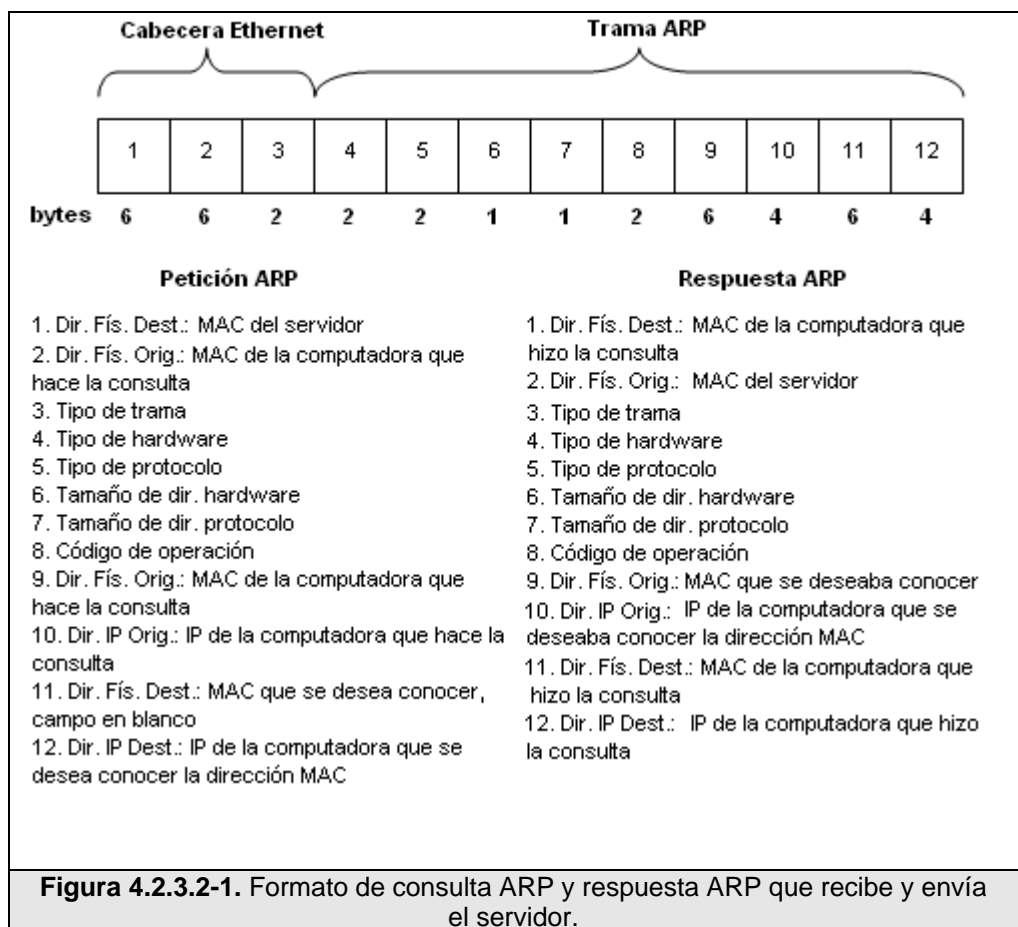 Cabecera Ethernet
Trama ARP
1 2 3 4 5 6 7 8 9 10 11 12
bytes 6 6 2 2 2 1 1 2 6 4 6 4
Petición ARP
1. Dir. Fís. Dest.: MAC del servidor
2. Dir. Fís. Orig.: MAC de la computadora que
hace la consulta
3. Tipo de trama
4. Tipo de hardware
5. Tipo de protocolo
6. Tamaño de dir. hardware
7. Tamaño de dir. protocolo
8. Código de operación
9. Dir. Fís. Orig.: MAC de la computadora que
hace la consulta
10. Dir. IP Orig.: IP de la computadora que hace la
consulta
11. Dir. Fís. Dest.: MAC que se desea conocer,
campo en blanco
12. Dir. IP Dest.: IP de la computadora que se
desea conocer la dirección MAC
Respuesta ARP
1. Dir. Fís. Dest.: MAC de la computadora que
hizo la consulta
2. Dir. Fís. Orig.: MAC del servidor
3. Tipo de trama
4. Tipo de hardware
5. Tipo de protocolo
6. Tamaño de dir. hardware
7. Tamaño de dir. protocolo
8. Código de operación
9. Dir. Fís. Orig.: MAC que se deseaba conocer
10. Dir. IP Orig.: IP de la computadora que se
deseaba conocer la dirección MAC
11. Dir. Fís. Dest.: MAC de la computadora que
hizo la consulta
12. Dir. IP Dest.: IP de la computadora que hizo
la consulta
Figura 4.2.3.2-1. Formato de consulta ARP y respuesta ARP que recibe y envía
el servidor.